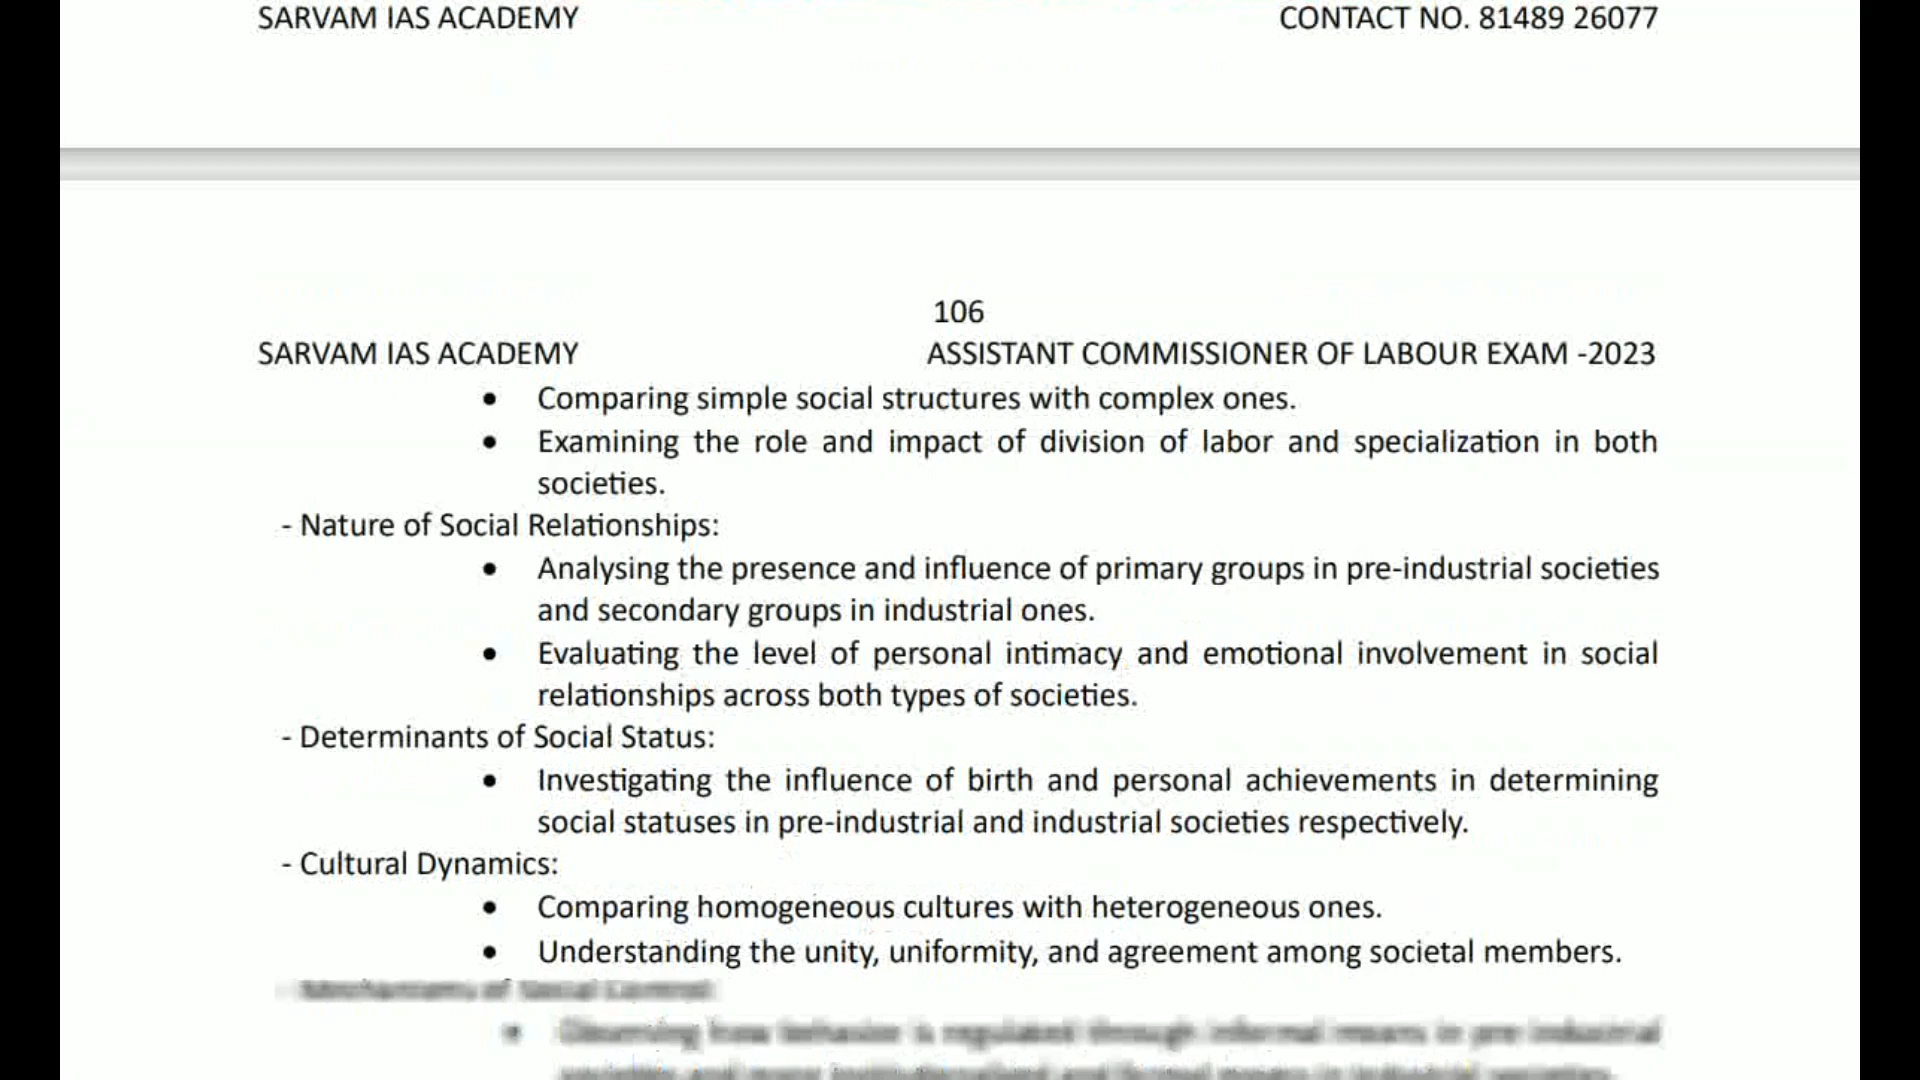 SARVAM IAS ACADEMY CONTACT NO. 81489 26077
106
SARVAM IAS ACADEMY ASSISTANT COMMISSIONER OF LABOUR EXAM -2023
• Comparing simple social structures with complex ones.
• Examining the role and impact of division of labor and specialization in both
societies.
- Nature of Social Relationships:
• Analysing the presence and influence of primary groups in pre-industrial societies
and secondary groups in industrial ones.
• Evaluating the level of personal intimacy and emotional involvement in social
relationships across both types of societies.
- Determinants of Social Status:
• Investigating the influence of birth and personal achievements in determining
social statuses in pre-industrial and industrial societies respectively.
- Cultural Dynamics:
• Comparing homogeneous cultures with heterogeneous ones.
• Understanding the unity, uniformity, and agreement among societal members.
- Mechanisms of Social Control: